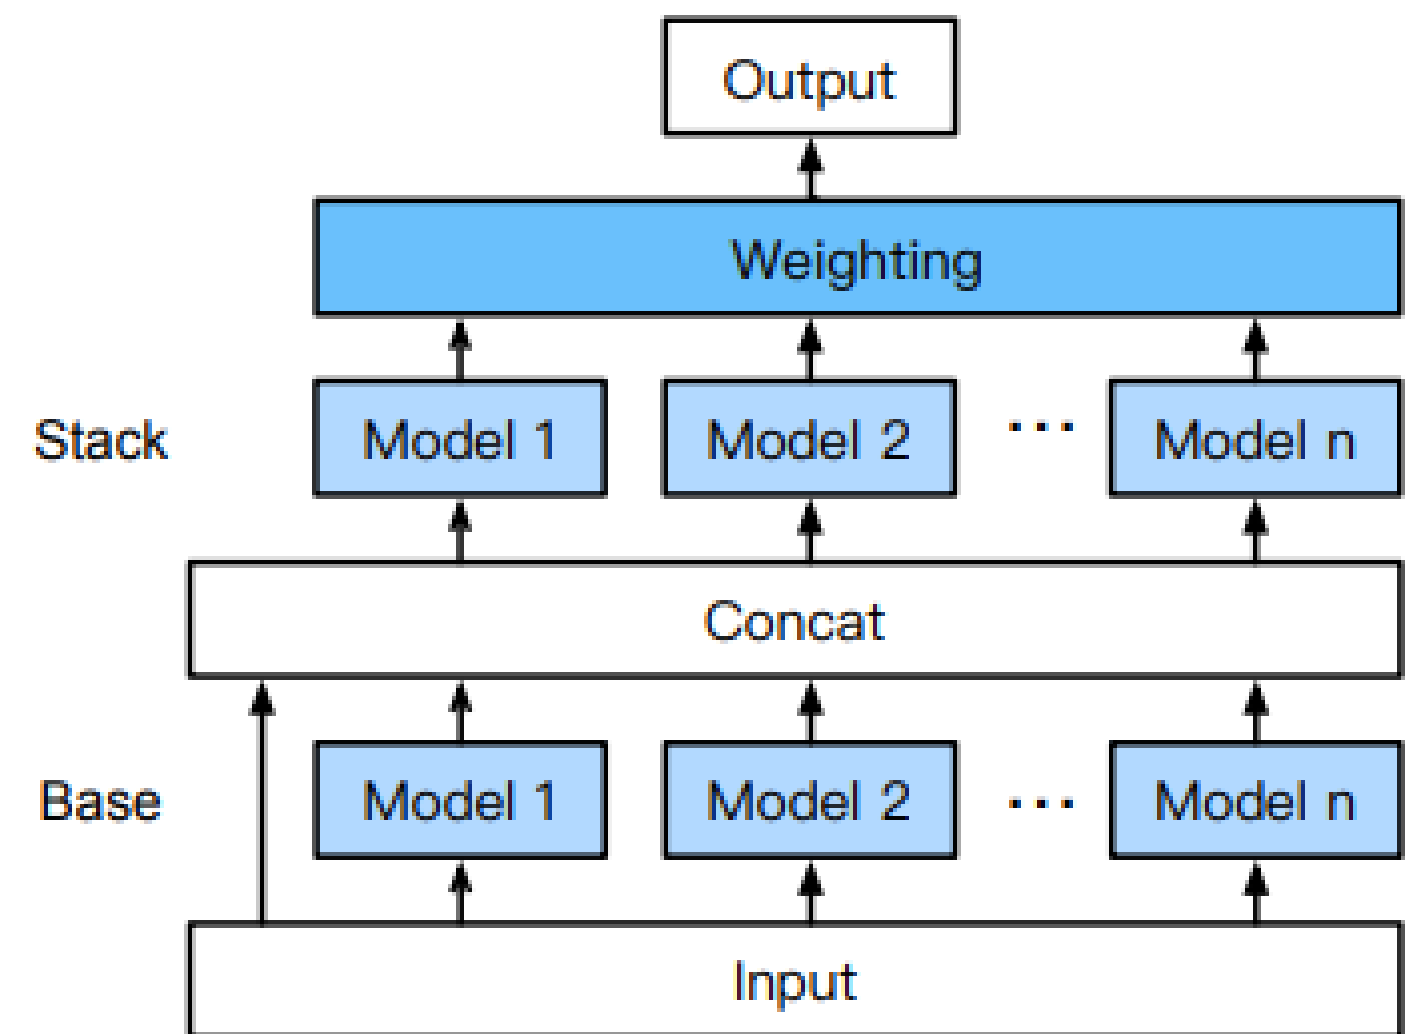 Output
Weighting
Stack Model 1 Model 2 ... Model n
Concat
Base Model 1 Model 2 ... Model n
Input